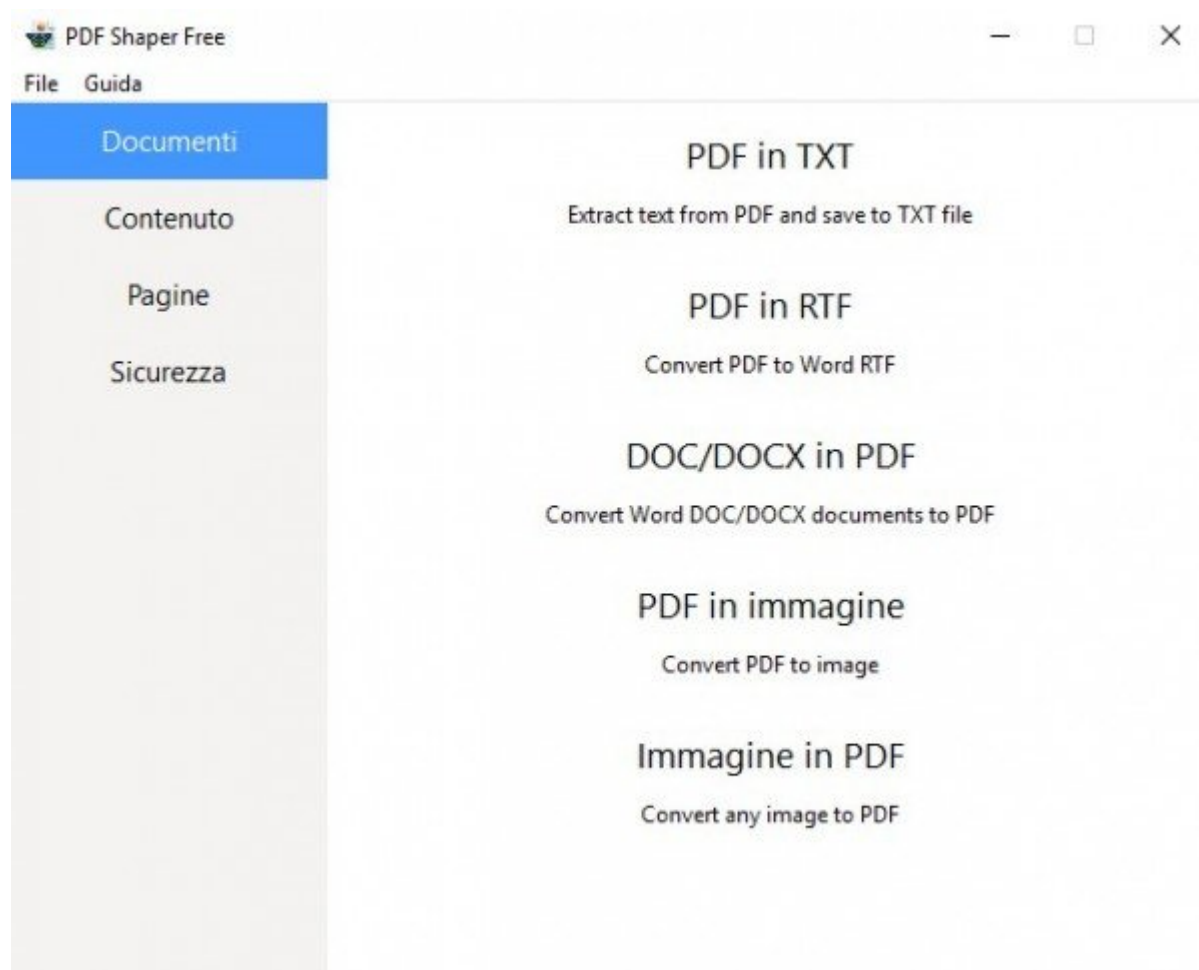 PDF Shaper Free
File Guida
Documenti
Contenuto
Pagine
Sicurezza
PDF in TXT
Extract text from PDF and save to TXT file
PDF in RTF
Convert PDF to Word RTF
DOC/DOCX in PDF
Convert Word DOC/DOCX documents to PDF
PDF in immagine
Convert PDF to image
Immagine in PDF
Convert any image to PDF